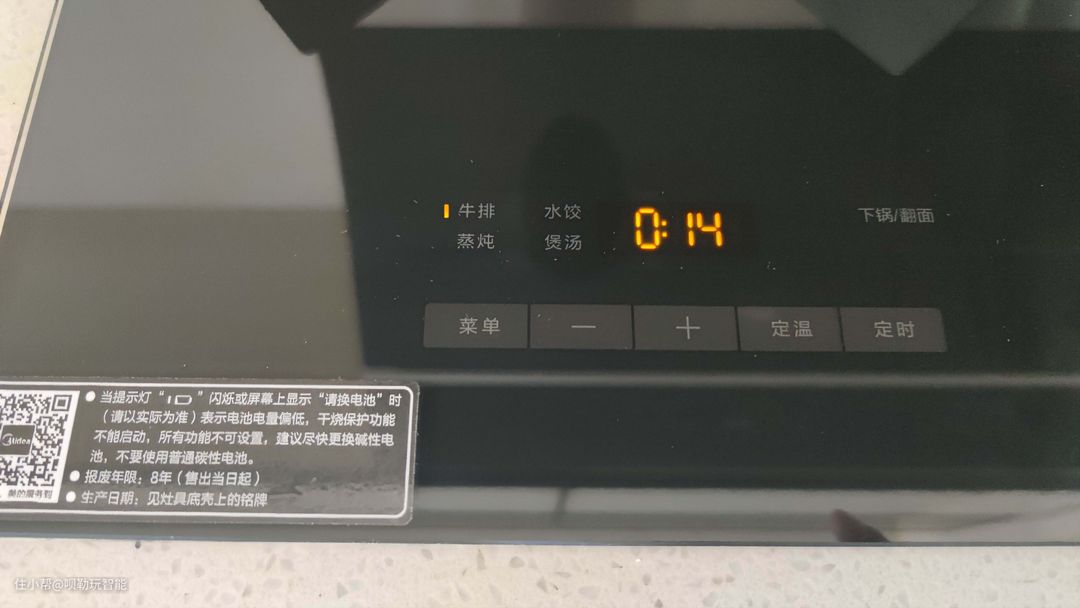 牛排 水饺 0:14 下锅/翻面
蒸炖 煲汤
菜单 — + 定温 定时
● 当提示灯“ ”闪烁或屏幕上显示“请换电池”时
（请以实际为准）表示电池电量偏低，干烧保护功能
不能启动，所有功能不可设置，建议尽快更换碱性电
池，不要使用普通碳性电池。
● 报废年限：8年（售出当日起）
● 生产日期：见灶具底壳上的铭牌
Midea
美的服务到
住小帮@呗勒玩智能